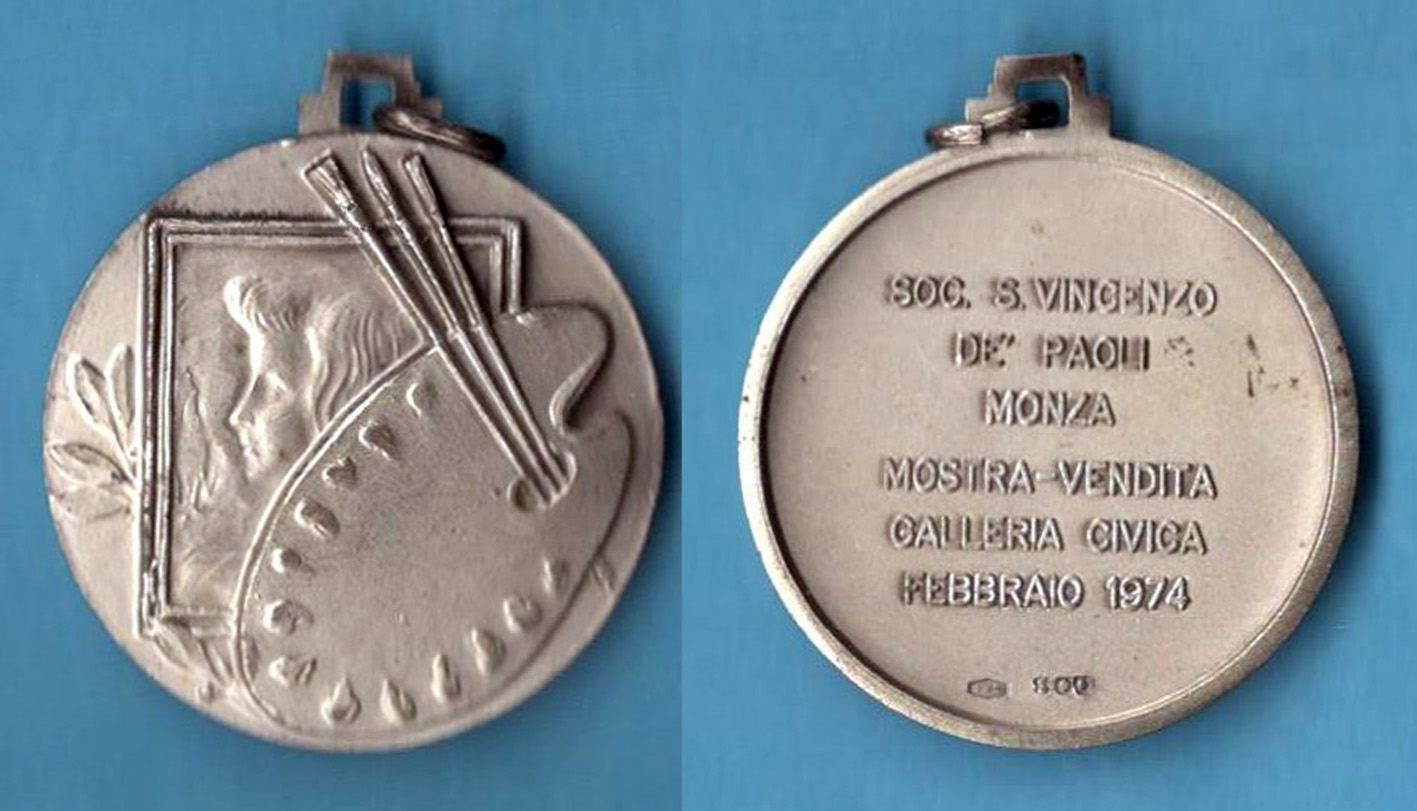 SOC. S. VINCENZO
DE' PAOLI
MONZA
MOSTRA-VENDITA
GALLERIA CIVICA
FEBBRAIO 1974
800